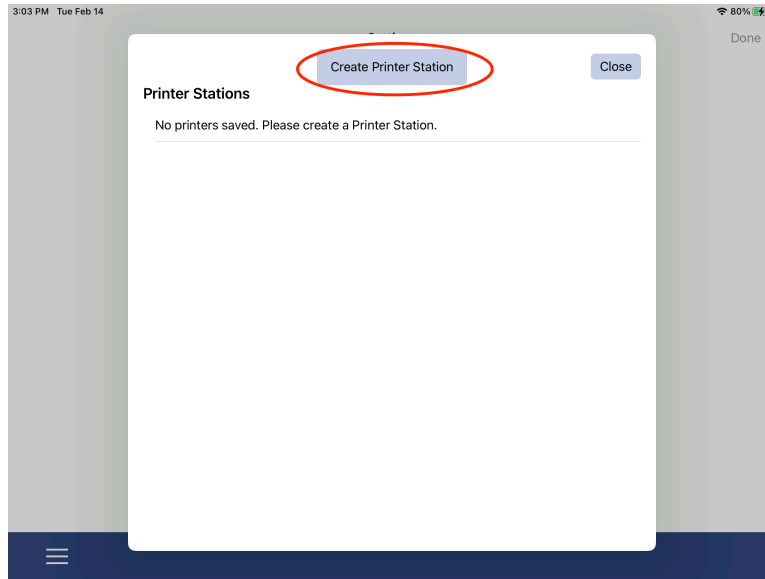 3:03 PM Tue Feb 14
80%
Done
Create Printer Station
Close
Printer Stations
No printers saved. Please create a Printer Station.